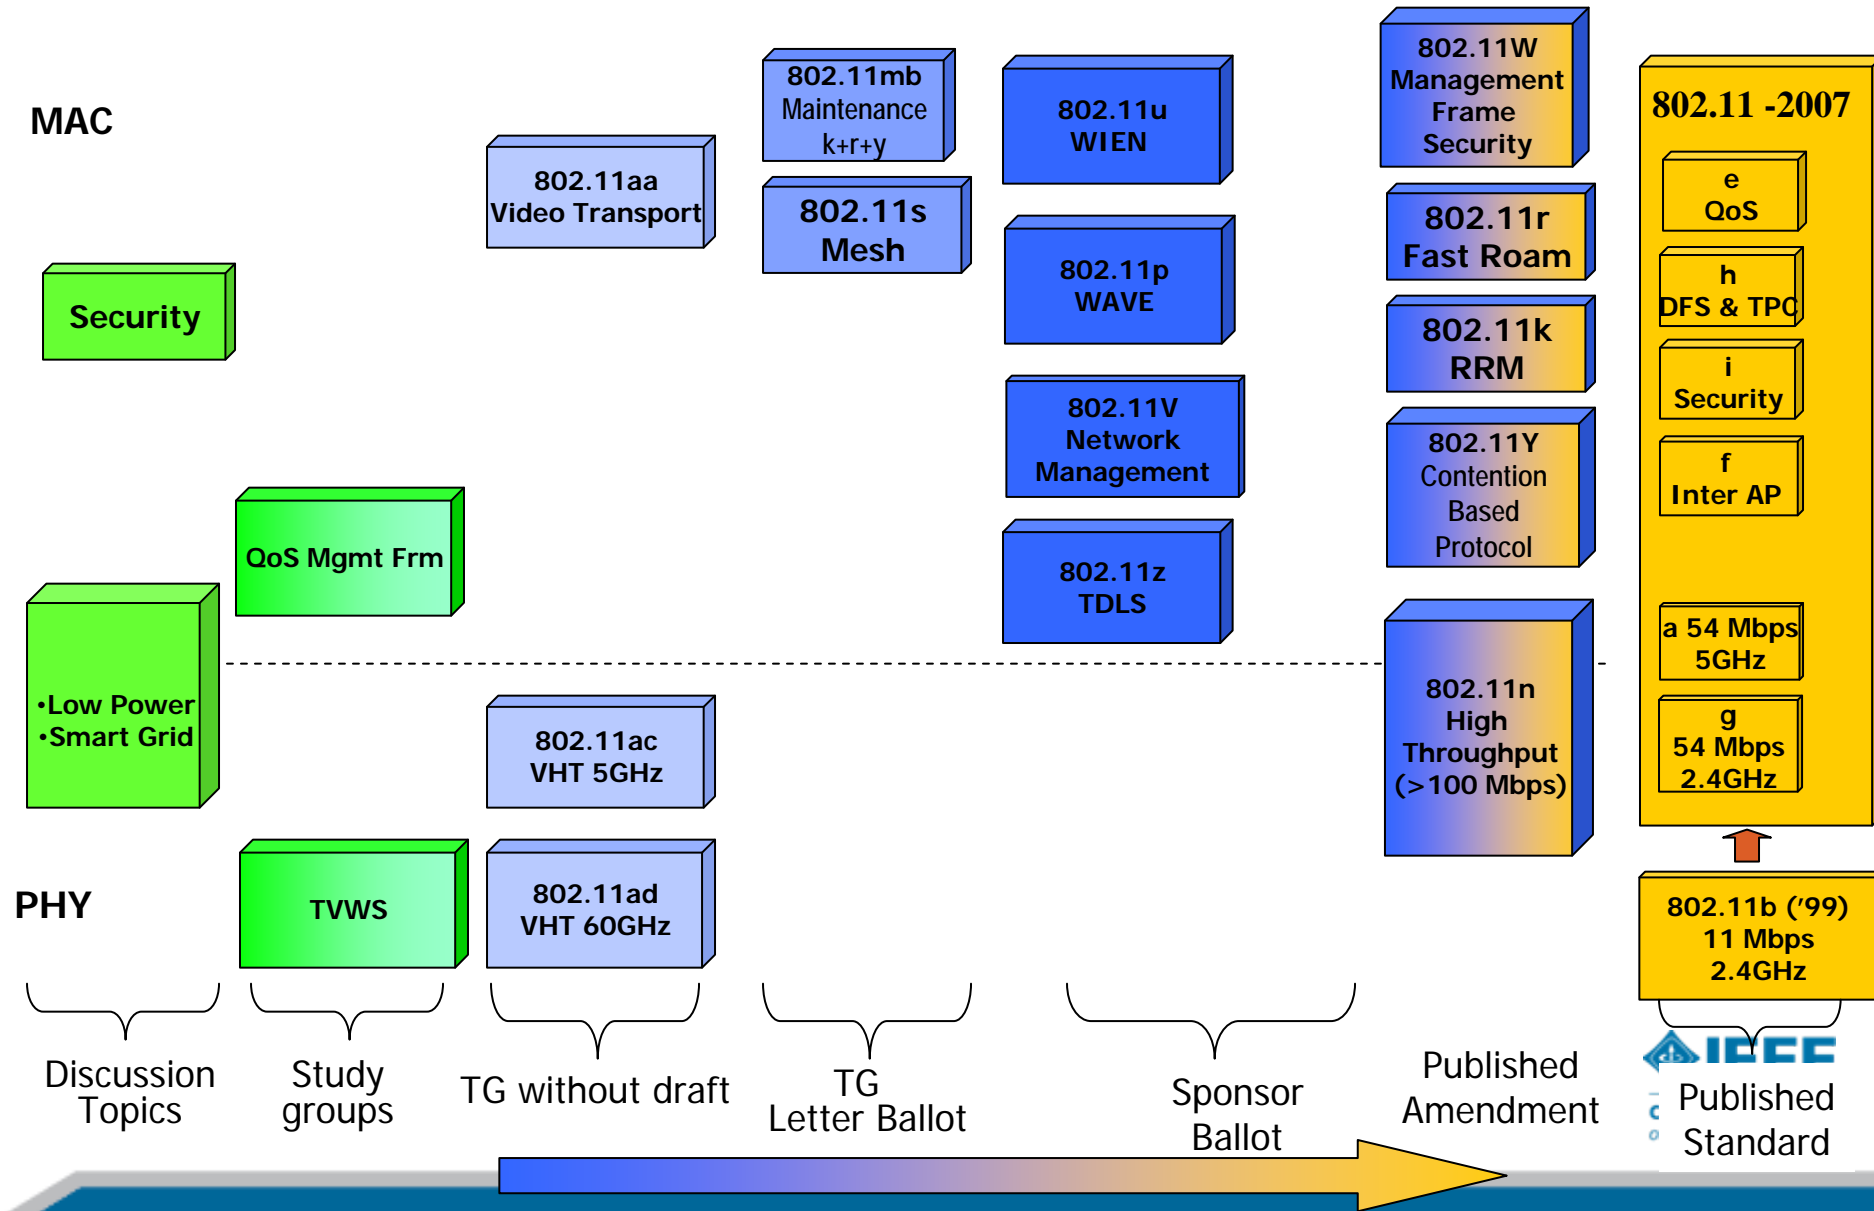 MAC
Security
•Low Power
•Smart Grid
PHY
QoS Mgmt Frm
TVWS
802.11aa
Video Transport
802.11ac
VHT 5GHz
802.11ad
VHT 60GHz
802.11mb
Maintenance
k+r+y
802.11s
Mesh
802.11u
WIEN
802.11p
WAVE
802.11V
Network
Management
802.11z
TDLS
802.11W
Management
Frame
Security
802.11r
Fast Roam
802.11k
RRM
802.11Y
Contention
Based
Protocol
802.11n
High
Throughput
(>100 Mbps)
802.11 -2007
e
QoS
h
DFS & TPC
i
Security
f
Inter AP
a 54 Mbps
5GHz
g
54 Mbps
2.4GHz
802.11b ('99)
11 Mbps
2.4GHz
Discussion
Topics
Study
groups
TG without draft
TG
Letter Ballot
Sponsor
Ballot
Published
Amendment
IEEE
Published
Standard